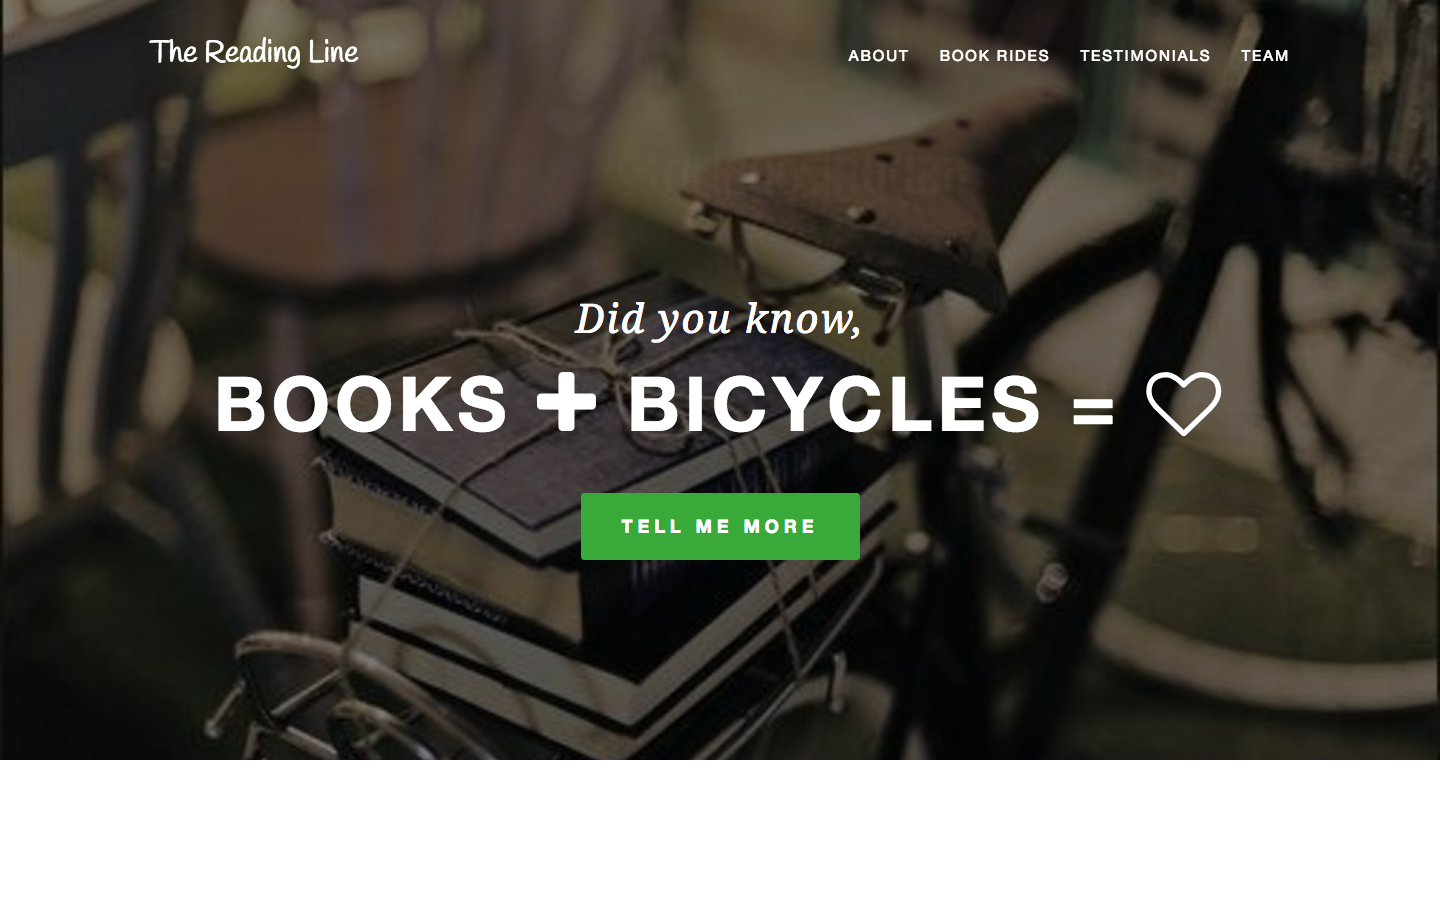 The Reading Line
ABOUT BOOK RIDES TESTIMONIALS TEAM
Did you know,
BOOKS + BICYCLES = ♡
TELL ME MORE